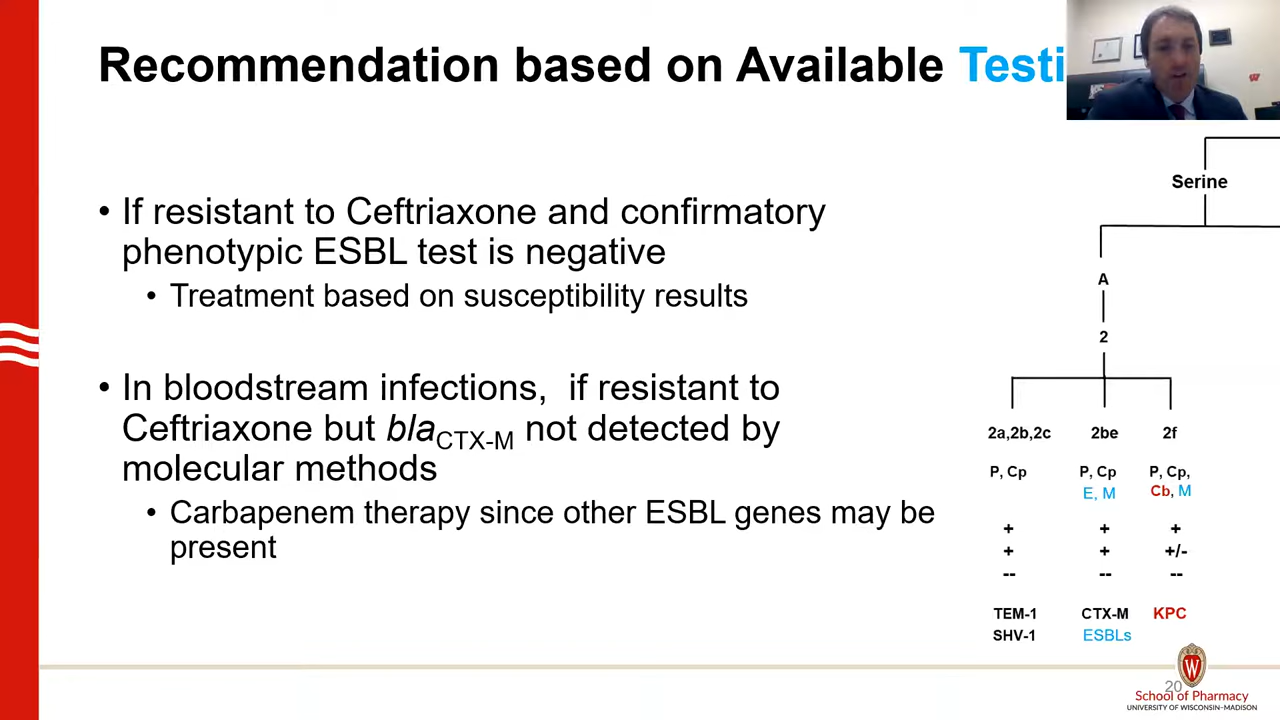 Recommendation based on Available Testi
• If resistant to Ceftriaxone and confirmatory
phenotypic ESBL test is negative
• Treatment based on susceptibility results
• In bloodstream infections,  if resistant to
Ceftriaxone but blaCTX-M not detected by
molecular methods
• Carbapenem therapy since other ESBL genes may be
present
Serine
A
2
2a,2b,2c 2be 2f
P, Cp P, Cp P, Cp,
E, M Cb, M
+ + +
+ + +/-
-- -- --
TEM-1 CTX-M KPC
SHV-1 ESBLs
W
20
School of Pharmacy
UNIVERSITY OF WISCONSIN-MADISON